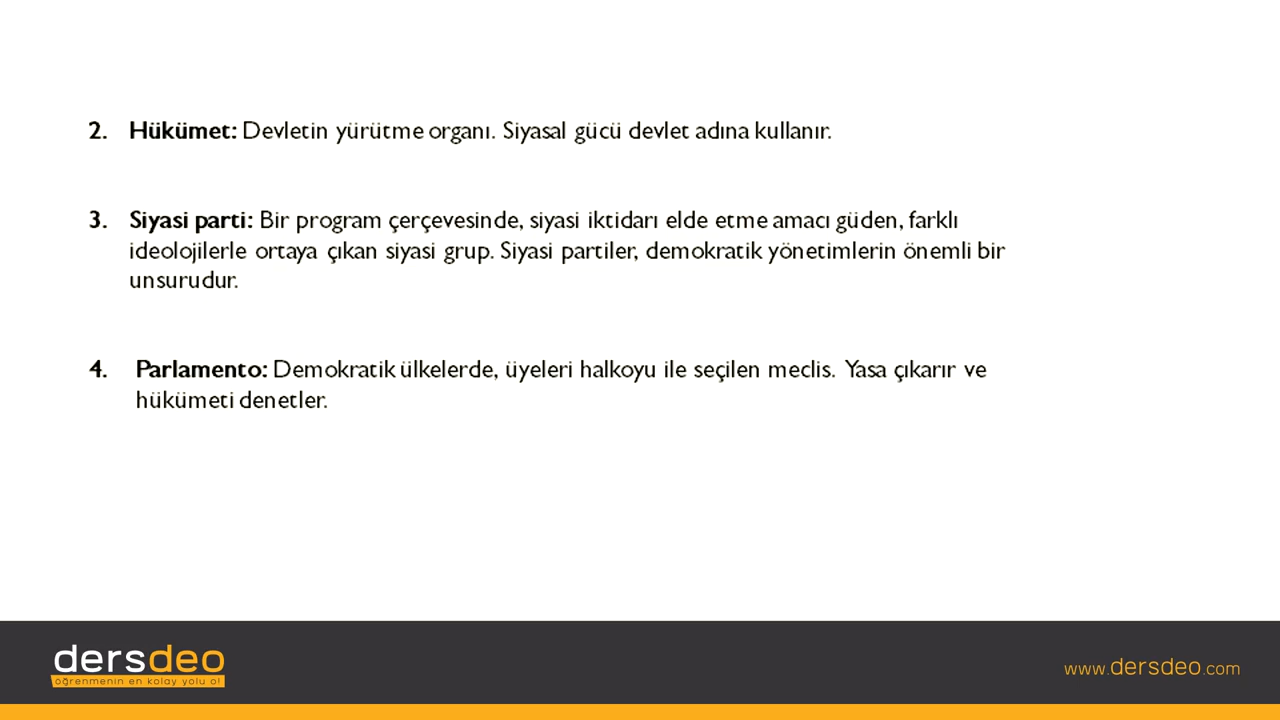 2. Hükümet: Devletin yürütme organı. Siyasal gücü devlet adına kullanır.
3. Siyasi parti: Bir program çerçevesinde, siyasi iktidarı elde etme amacı güden, farklı
ideolojilerle ortaya çıkan siyasi grup. Siyasi partiler, demokratik yönetimlerin önemli bir
unsurudur.
4. Parlamento: Demokratik ülkelerde, üyeleri halkoyu ile seçilen meclis. Yasa çıkarır ve
hükümeti denetler.
dersdeo
öğrenmenin en kolay yolu o!
www.dersdeo.com